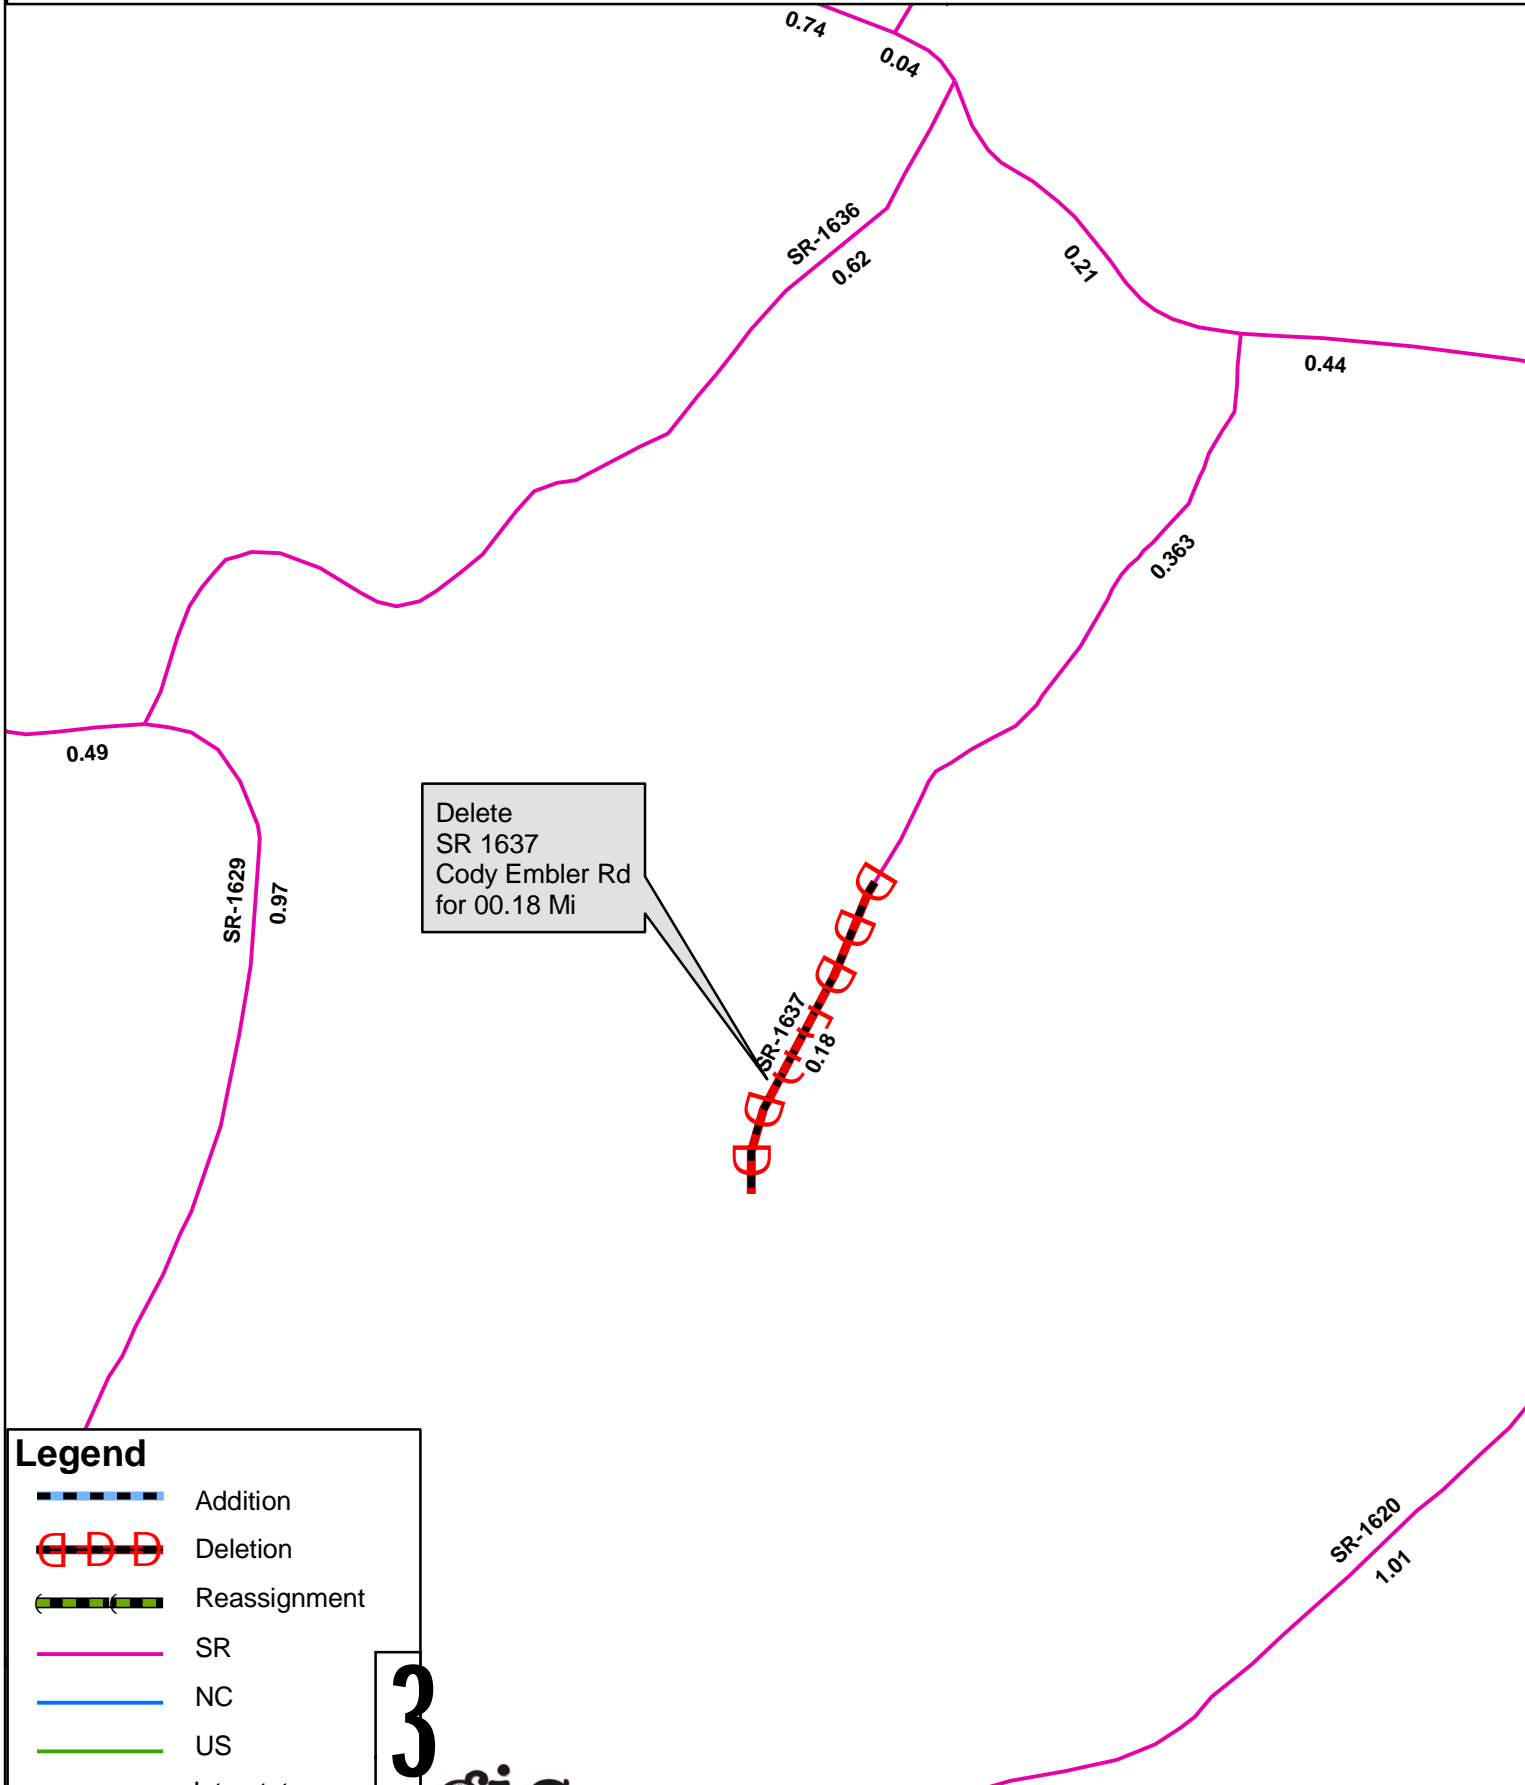 0.74
0.04
SR-1636
0.62
0.21
0.44
0.363
0.49
Delete
SR 1637
Cody Embler Rd
for 00.18 Mi
SR-1629
0.97
SR-1637
0.18
Legend
Addition
Deletion
Reassignment
SR
NC
US
3
SR-1620
1.01